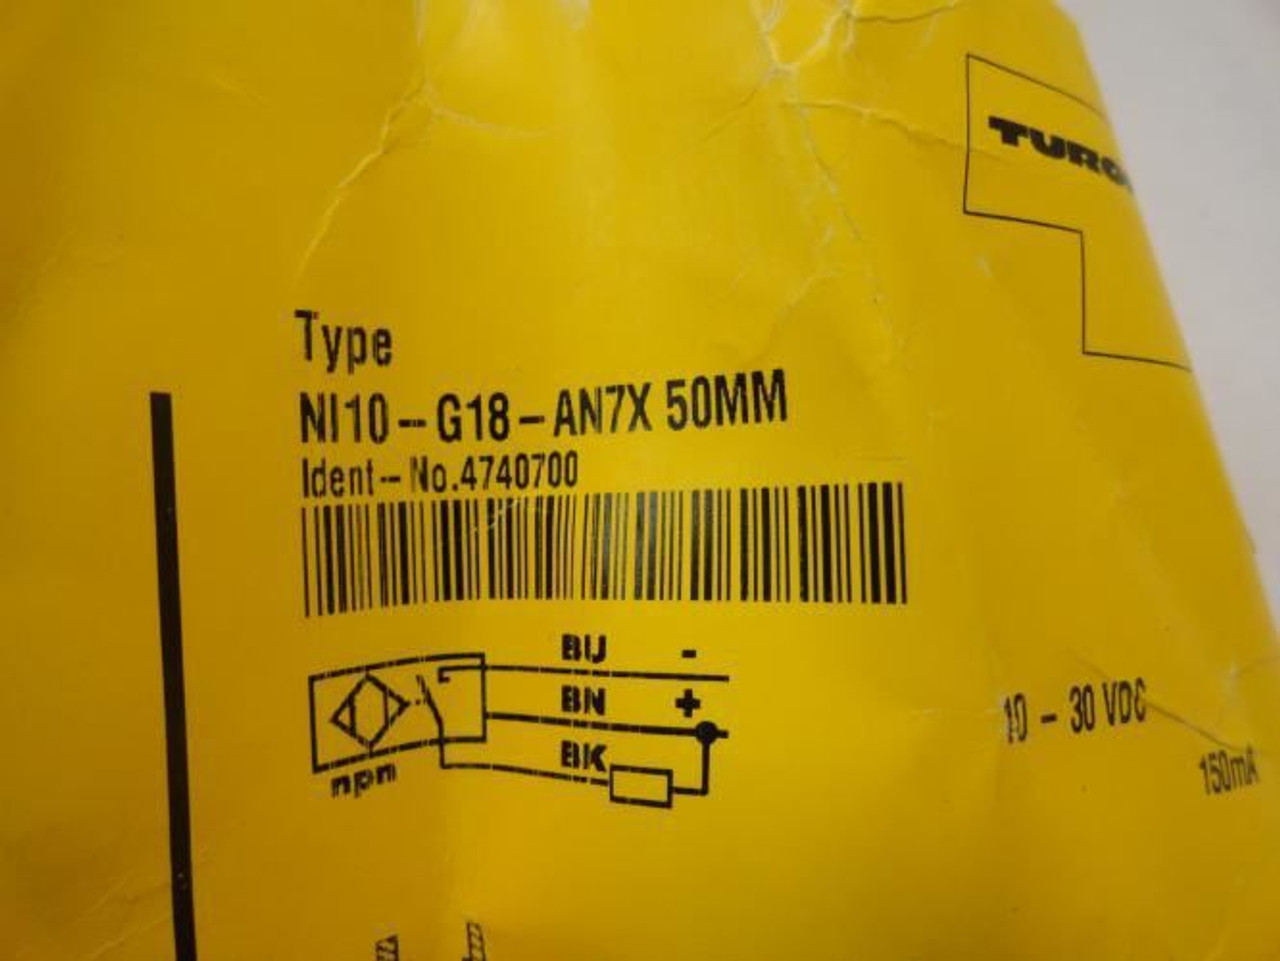 TURC
Type
NI10-G18-AN7X 50MM
Ident-No.4740700
BU -
BN +
BK
npn
10 - 30 VDC
150mA